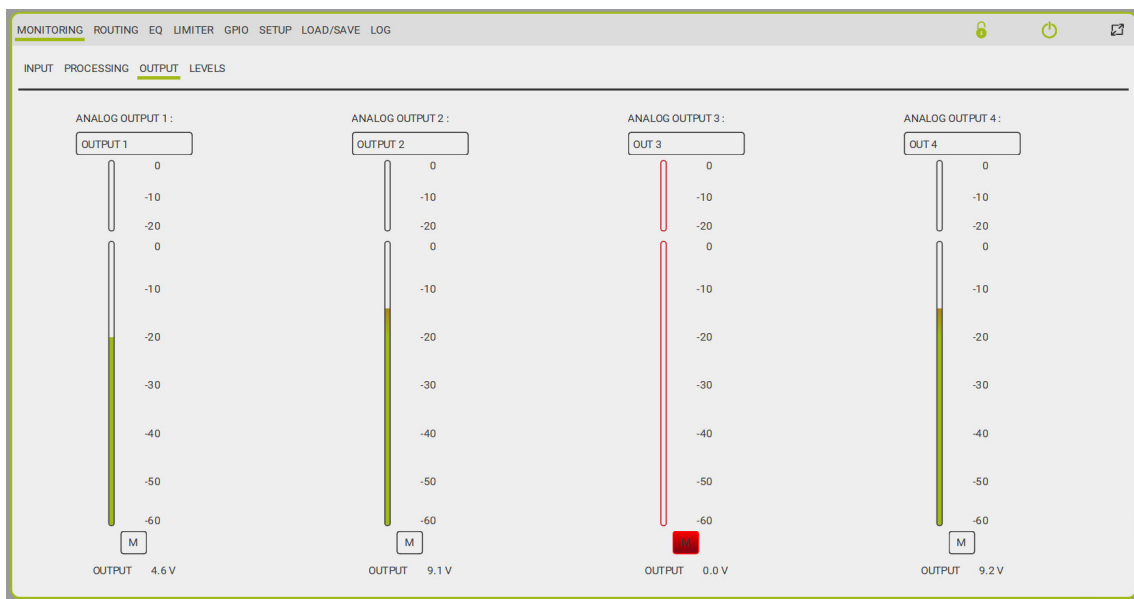 MONITORING ROUTING EQ LIMITER GPIO SETUP LOAD/SAVE LOG
INPUT PROCESSING OUTPUT LEVELS
ANALOG OUTPUT 1 : ANALOG OUTPUT 2 : ANALOG OUTPUT 3 : ANALOG OUTPUT 4 :
OUTPUT 1 OUTPUT 2 OUT 3 OUT 4
0 0 0 0
-10 -10 -10 -10
-20 -20 -20 -20
0 0 0 0
-10 -10 -10 -10
-20 -20 -20 -20
-30 -30 -30 -30
-40 -40 -40 -40
-50 -50 -50 -50
-60 -60 -60 -60
M M M M
OUTPUT 4.6 V OUTPUT 9.1 V OUTPUT 0.0 V OUTPUT 9.2 V